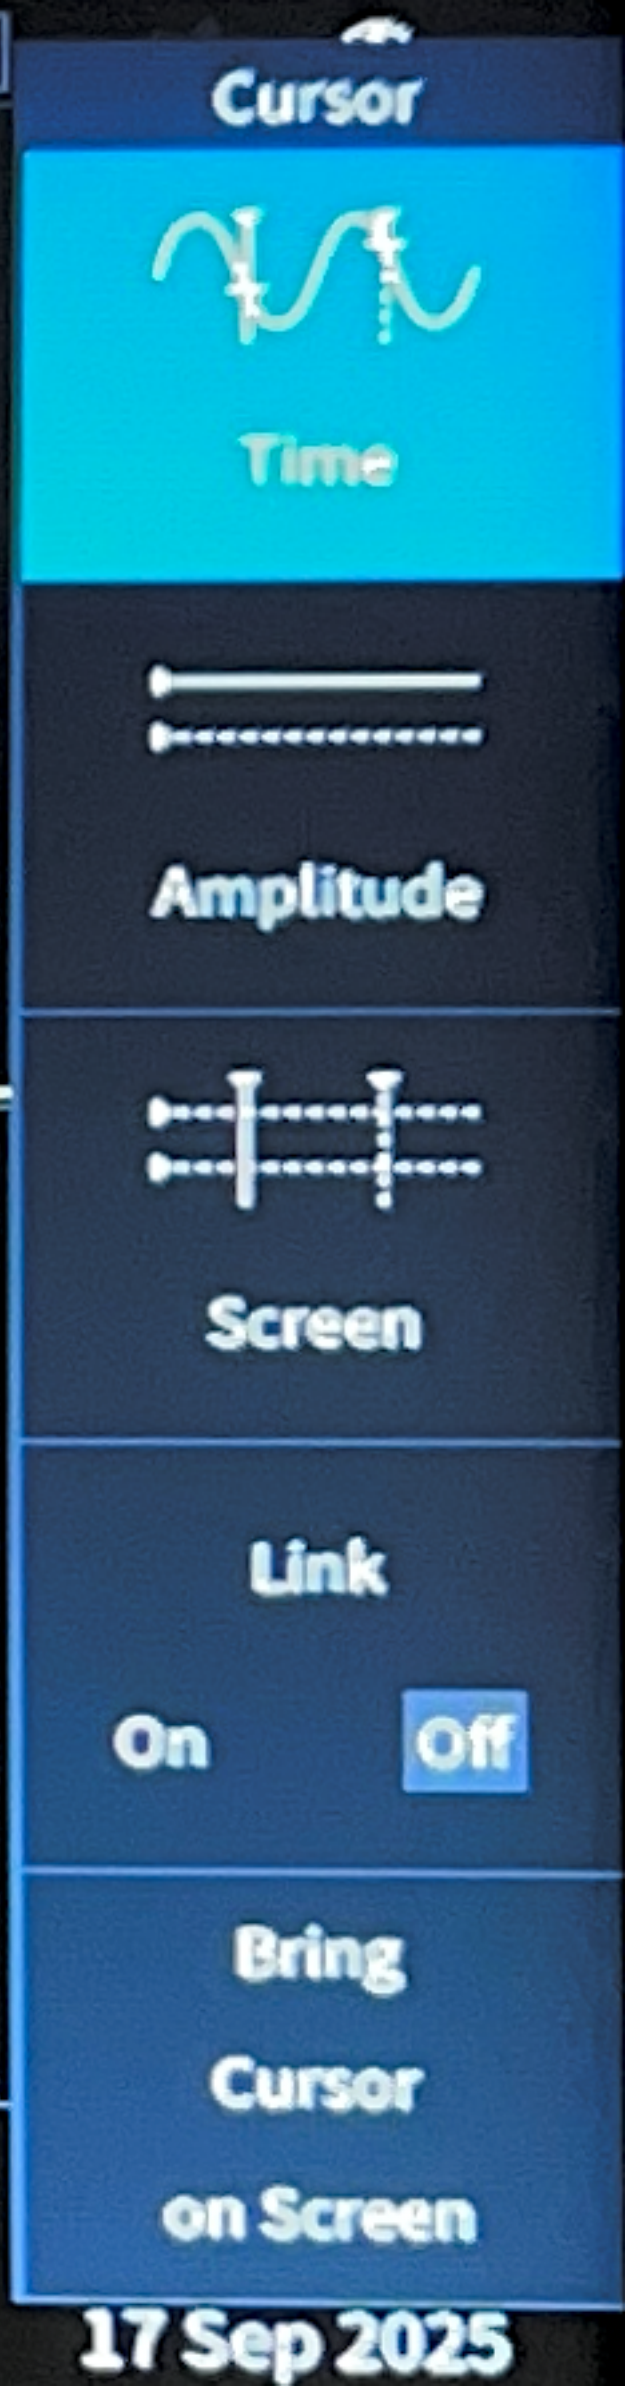 Cursor
Time
Amplitude
Screen
Link
On Off
Bring
Cursor
on Screen
17 Sep 2025